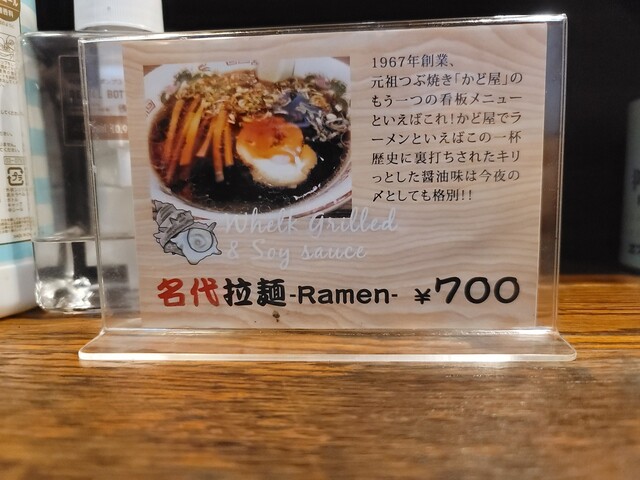 1967年創業、
元祖つぶ焼き「かど屋」の
もう一つの看板メニュー
といえばこれ!かど屋でラ
ーメンといえばこの一杯
歴史に裏打ちされたキリ
っとした醤油味は今夜の
〆としても格別!!
Whelk Grilled
& Soy sauce
名代拉麺-Ramen- ¥700